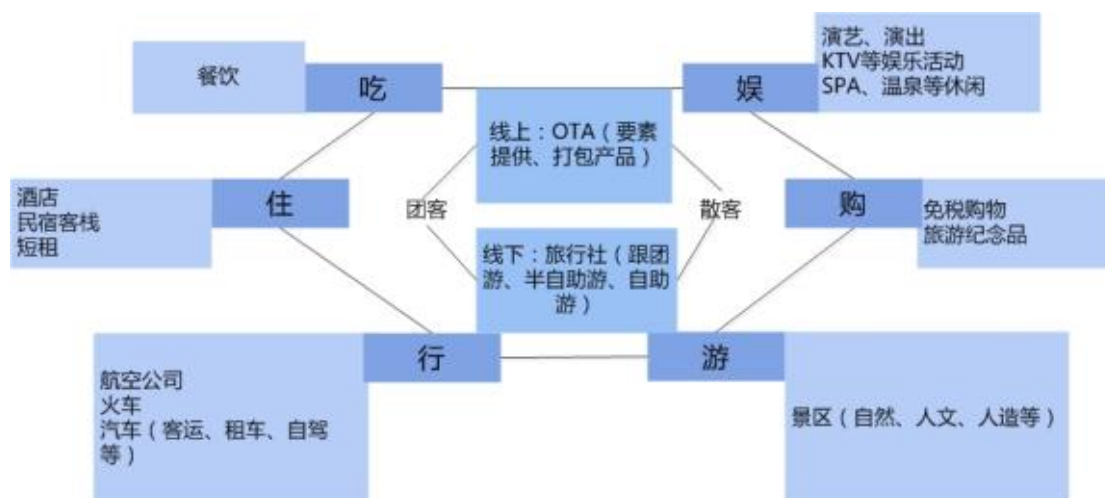 餐饮
吃
娱
演艺、演出
KTV等娱乐活动
SPA、温泉等休闲
线上：OTA（要素
提供、打包产品）
酒店
民宿客栈
短租
住
团客
散客
购
免税购物
旅游纪念品
线下：旅行社（跟团
游、半自助游、自助
游）
行
游
航空公司
火车
汽车（客运、租车、自驾
等）
景区（自然、人文、人造等）